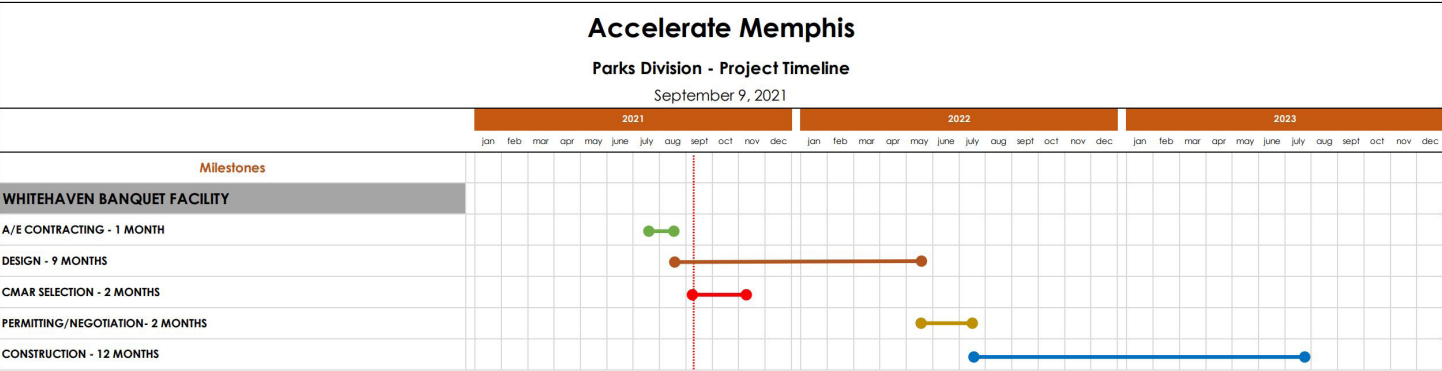 Accelerate Memphis
Parks Division - Project Timeline
September 9, 2021
2021 2022 2023
jan feb mar apr may june july aug sept oct nov dec jan feb mar apr may june july aug sept oct nov dec jan feb mar apr may june july aug sept oct nov dec
Milestones
WHITEHAVEN BANQUET FACILITY
A/E CONTRACTING - 1 MONTH
DESIGN - 9 MONTHS
CMAR SELECTION - 2 MONTHS
PERMITTING/NEGOTIATION- 2 MONTHS
CONSTRUCTION - 12 MONTHS